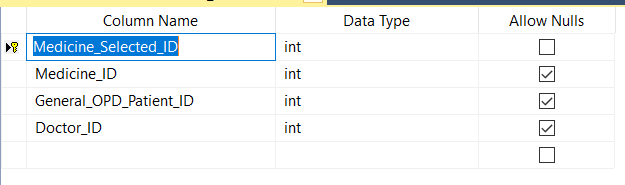 Column Name Data Type Allow Nulls
Medicine_Selected_ID int
Medicine_ID int
General_OPD_Patient_ID int
Doctor_ID int